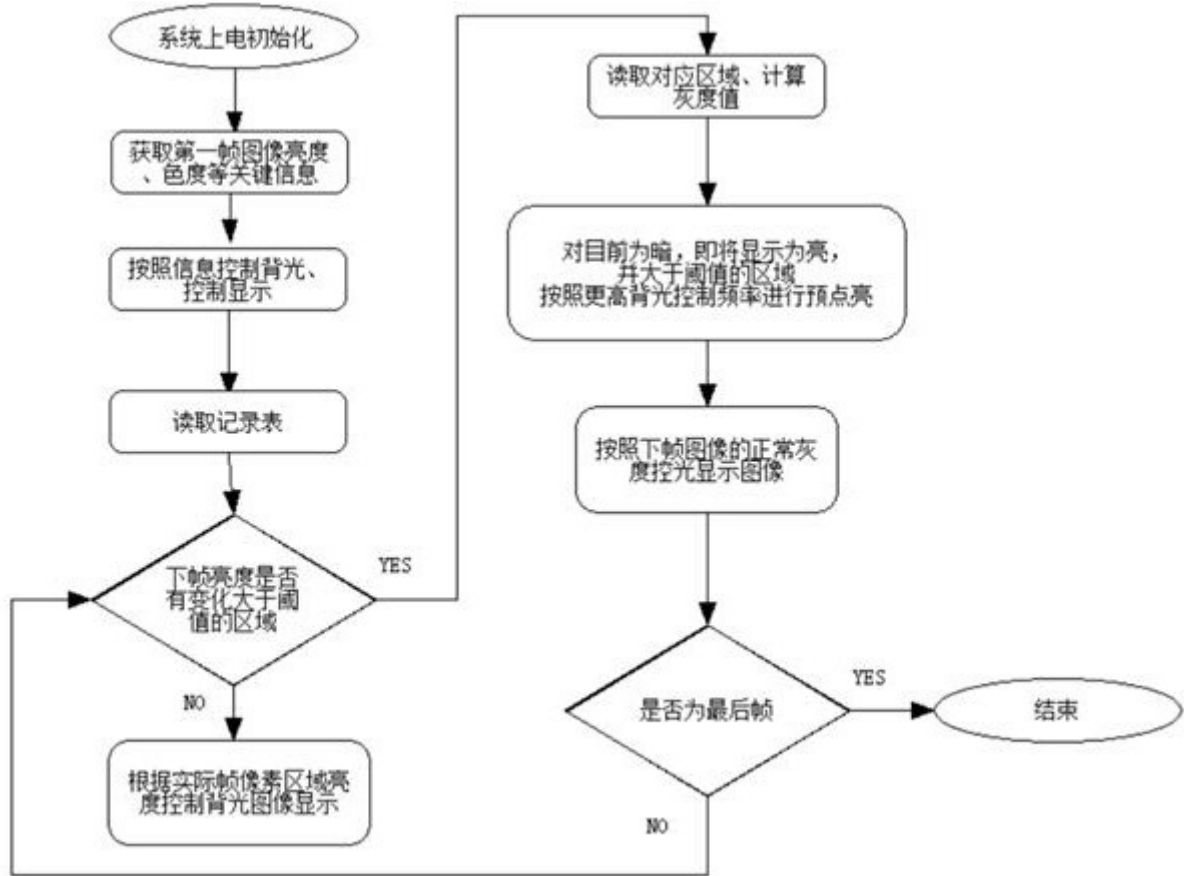 系统上电初始化
获取第一帧图像亮度
、色度等关键信息
按照信息控制背光、
控制显示
读取记录表
下帧亮度是否
有变化大于阈
值的区域
YES
NO
根据实际帧像素区域亮
度控制背光图像显示
读取对应区域、计算
灰度值
对目前为暗，即将显示为亮，
并大于阈值的区域
按照更高背光控制频率进行预点亮
按照下帧图像的正常灰
度控光显示图像
是否为最后帧
YES
结束
NO